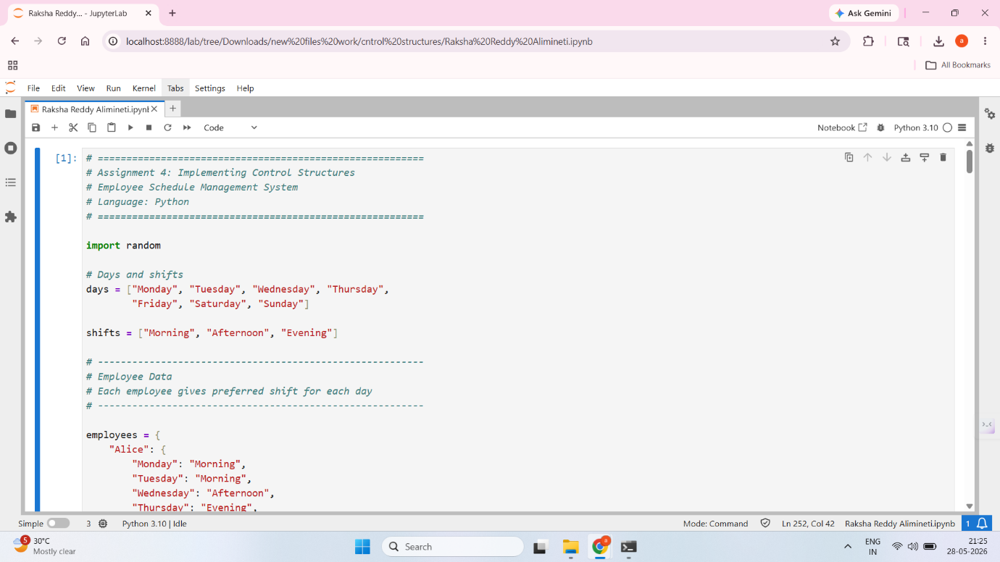 Raksha Reddy... - JupyterLab
Ask Gemini
localhost:8888/lab/tree/Downloads/new%20files%20work/cntrol%20structures/Raksha%20Reddy%20Alimineti.ipynb
a
All Bookmarks
File Edit View Run Kernel Tabs Settings Help
Raksha Reddy Alimineti.ipynb
Code
Notebook
Python 3.10
[1]:
# =========================================================
# Assignment 4: Implementing Control Structures
# Employee Schedule Management System
# Language: Python
# =========================================================
import random
# Days and shifts
days = ["Monday", "Tuesday", "Wednesday", "Thursday",
"Friday", "Saturday", "Sunday"]
shifts = ["Morning", "Afternoon", "Evening"]
# ---------------------------------------------------------
# Employee Data
# Each employee gives preferred shift for each day
# ---------------------------------------------------------
employees = {
"Alice": {
"Monday": "Morning",
"Tuesday": "Morning",
"Wednesday": "Afternoon",
"Thursday": "Evening",
Simple 3 Python 3.10 | Idle Mode: Command Ln 252, Col 42 Raksha Reddy Alimineti.ipynb 1
5
30°C
Mostly clear
Search
a
ENG
IN
21:25
28-05-2026